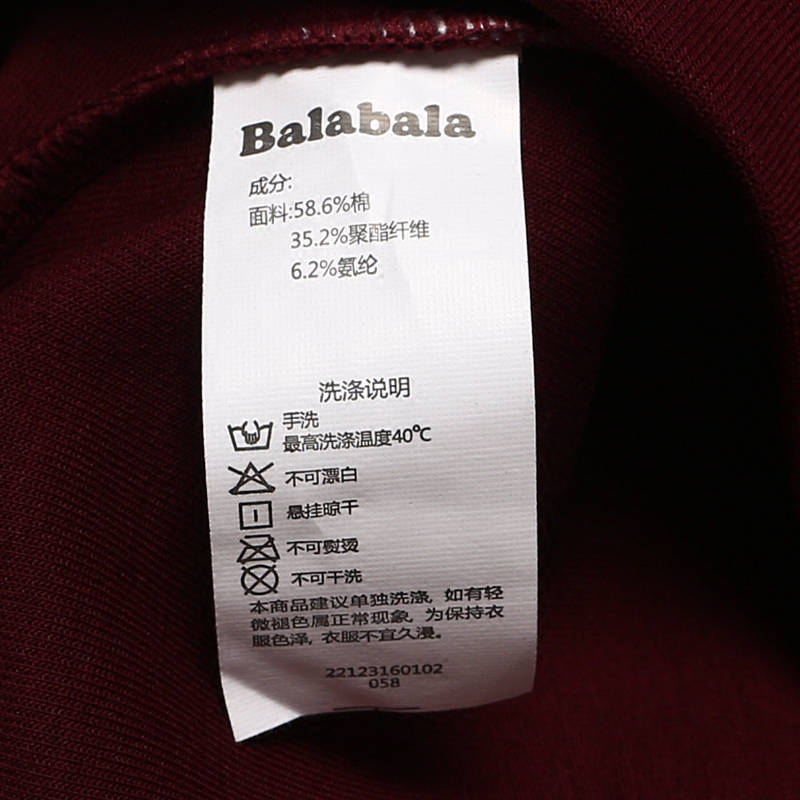 Balabala
成分:
面料:58.6%棉
35.2%聚酯纤维
6.2%氨纶
洗涤说明
手洗
最高洗涤温度40℃
不可漂白
悬挂晾干
不可熨烫
不可干洗
本商品建议单独洗涤, 如有轻
微褪色属正常现象, 为保持衣
服色泽, 衣服不宜久浸。
22123160102
058